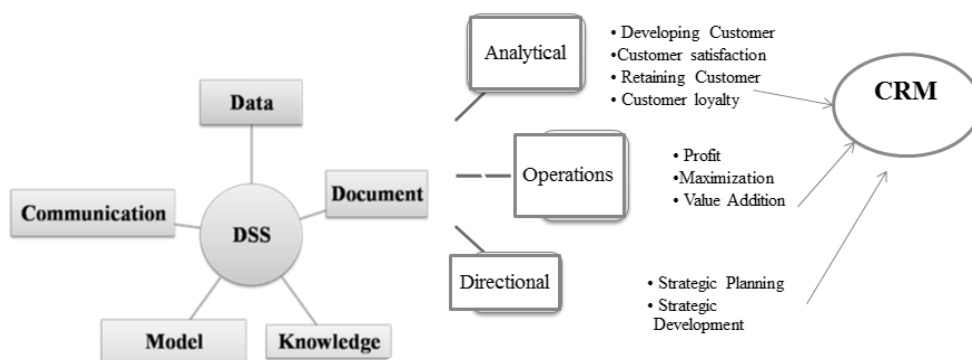 Data
Communication
DSS
Document
Model
Knowledge
Analytical
Operations
Directional
• Developing Customer
•Customer satisfaction
• Retaining Customer
• Customer loyalty
• Profit
•Maximization
• Value Addition
• Strategic Planning
• Strategic
Development
CRM